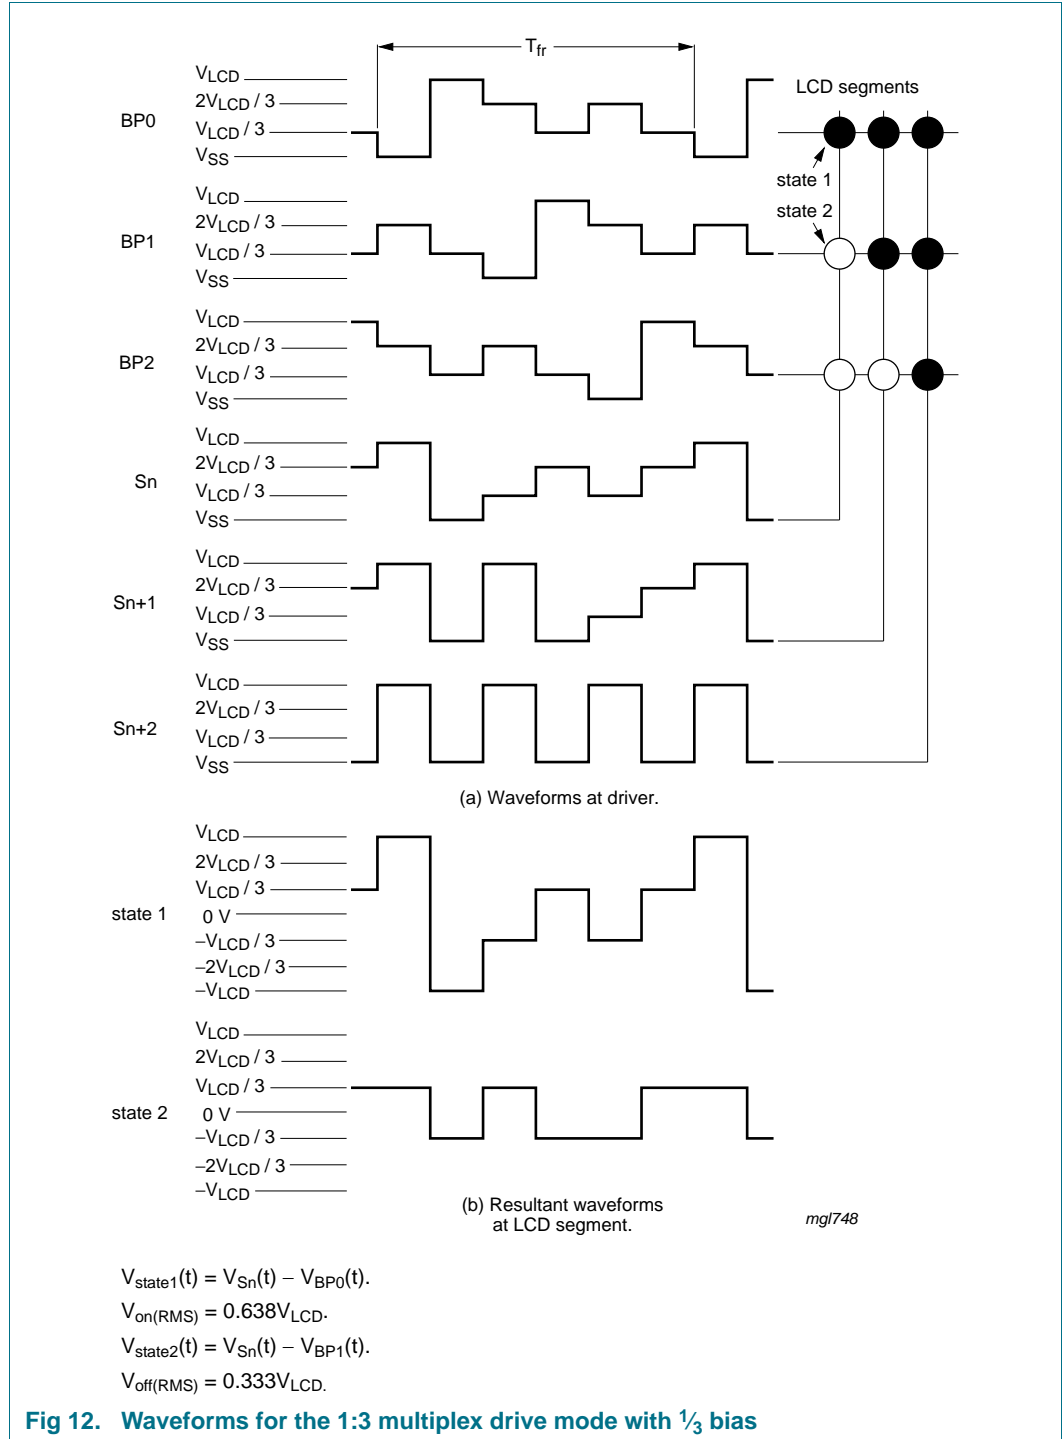 Tfr
BP0
VLCD
2VLCD / 3
VLCD / 3
VSS
LCD segments
state 1
state 2
BP1
VLCD
2VLCD / 3
VLCD / 3
VSS
BP2
VLCD
2VLCD / 3
VLCD / 3
VSS
Sn
VLCD
2VLCD / 3
VLCD / 3
VSS
Sn+1
VLCD
2VLCD / 3
VLCD / 3
VSS
Sn+2
VLCD
2VLCD / 3
VLCD / 3
VSS
(a) Waveforms at driver.
state 1
VLCD
2VLCD / 3
VLCD / 3
0 V
−VLCD / 3
−2VLCD / 3
−VLCD
state 2
VLCD
2VLCD / 3
VLCD / 3
0 V
−VLCD / 3
−2VLCD / 3
−VLCD
(b) Resultant waveforms
at LCD segment.
mgl748
Vstate1(t) = VSn(t) − VBP0(t).
Von(RMS) = 0.638VLCD.
Vstate2(t) = VSn(t) − VBP1(t).
Voff(RMS) = 0.333VLCD.
Fig 12. Waveforms for the 1:3 multiplex drive mode with 1⁄3 bias